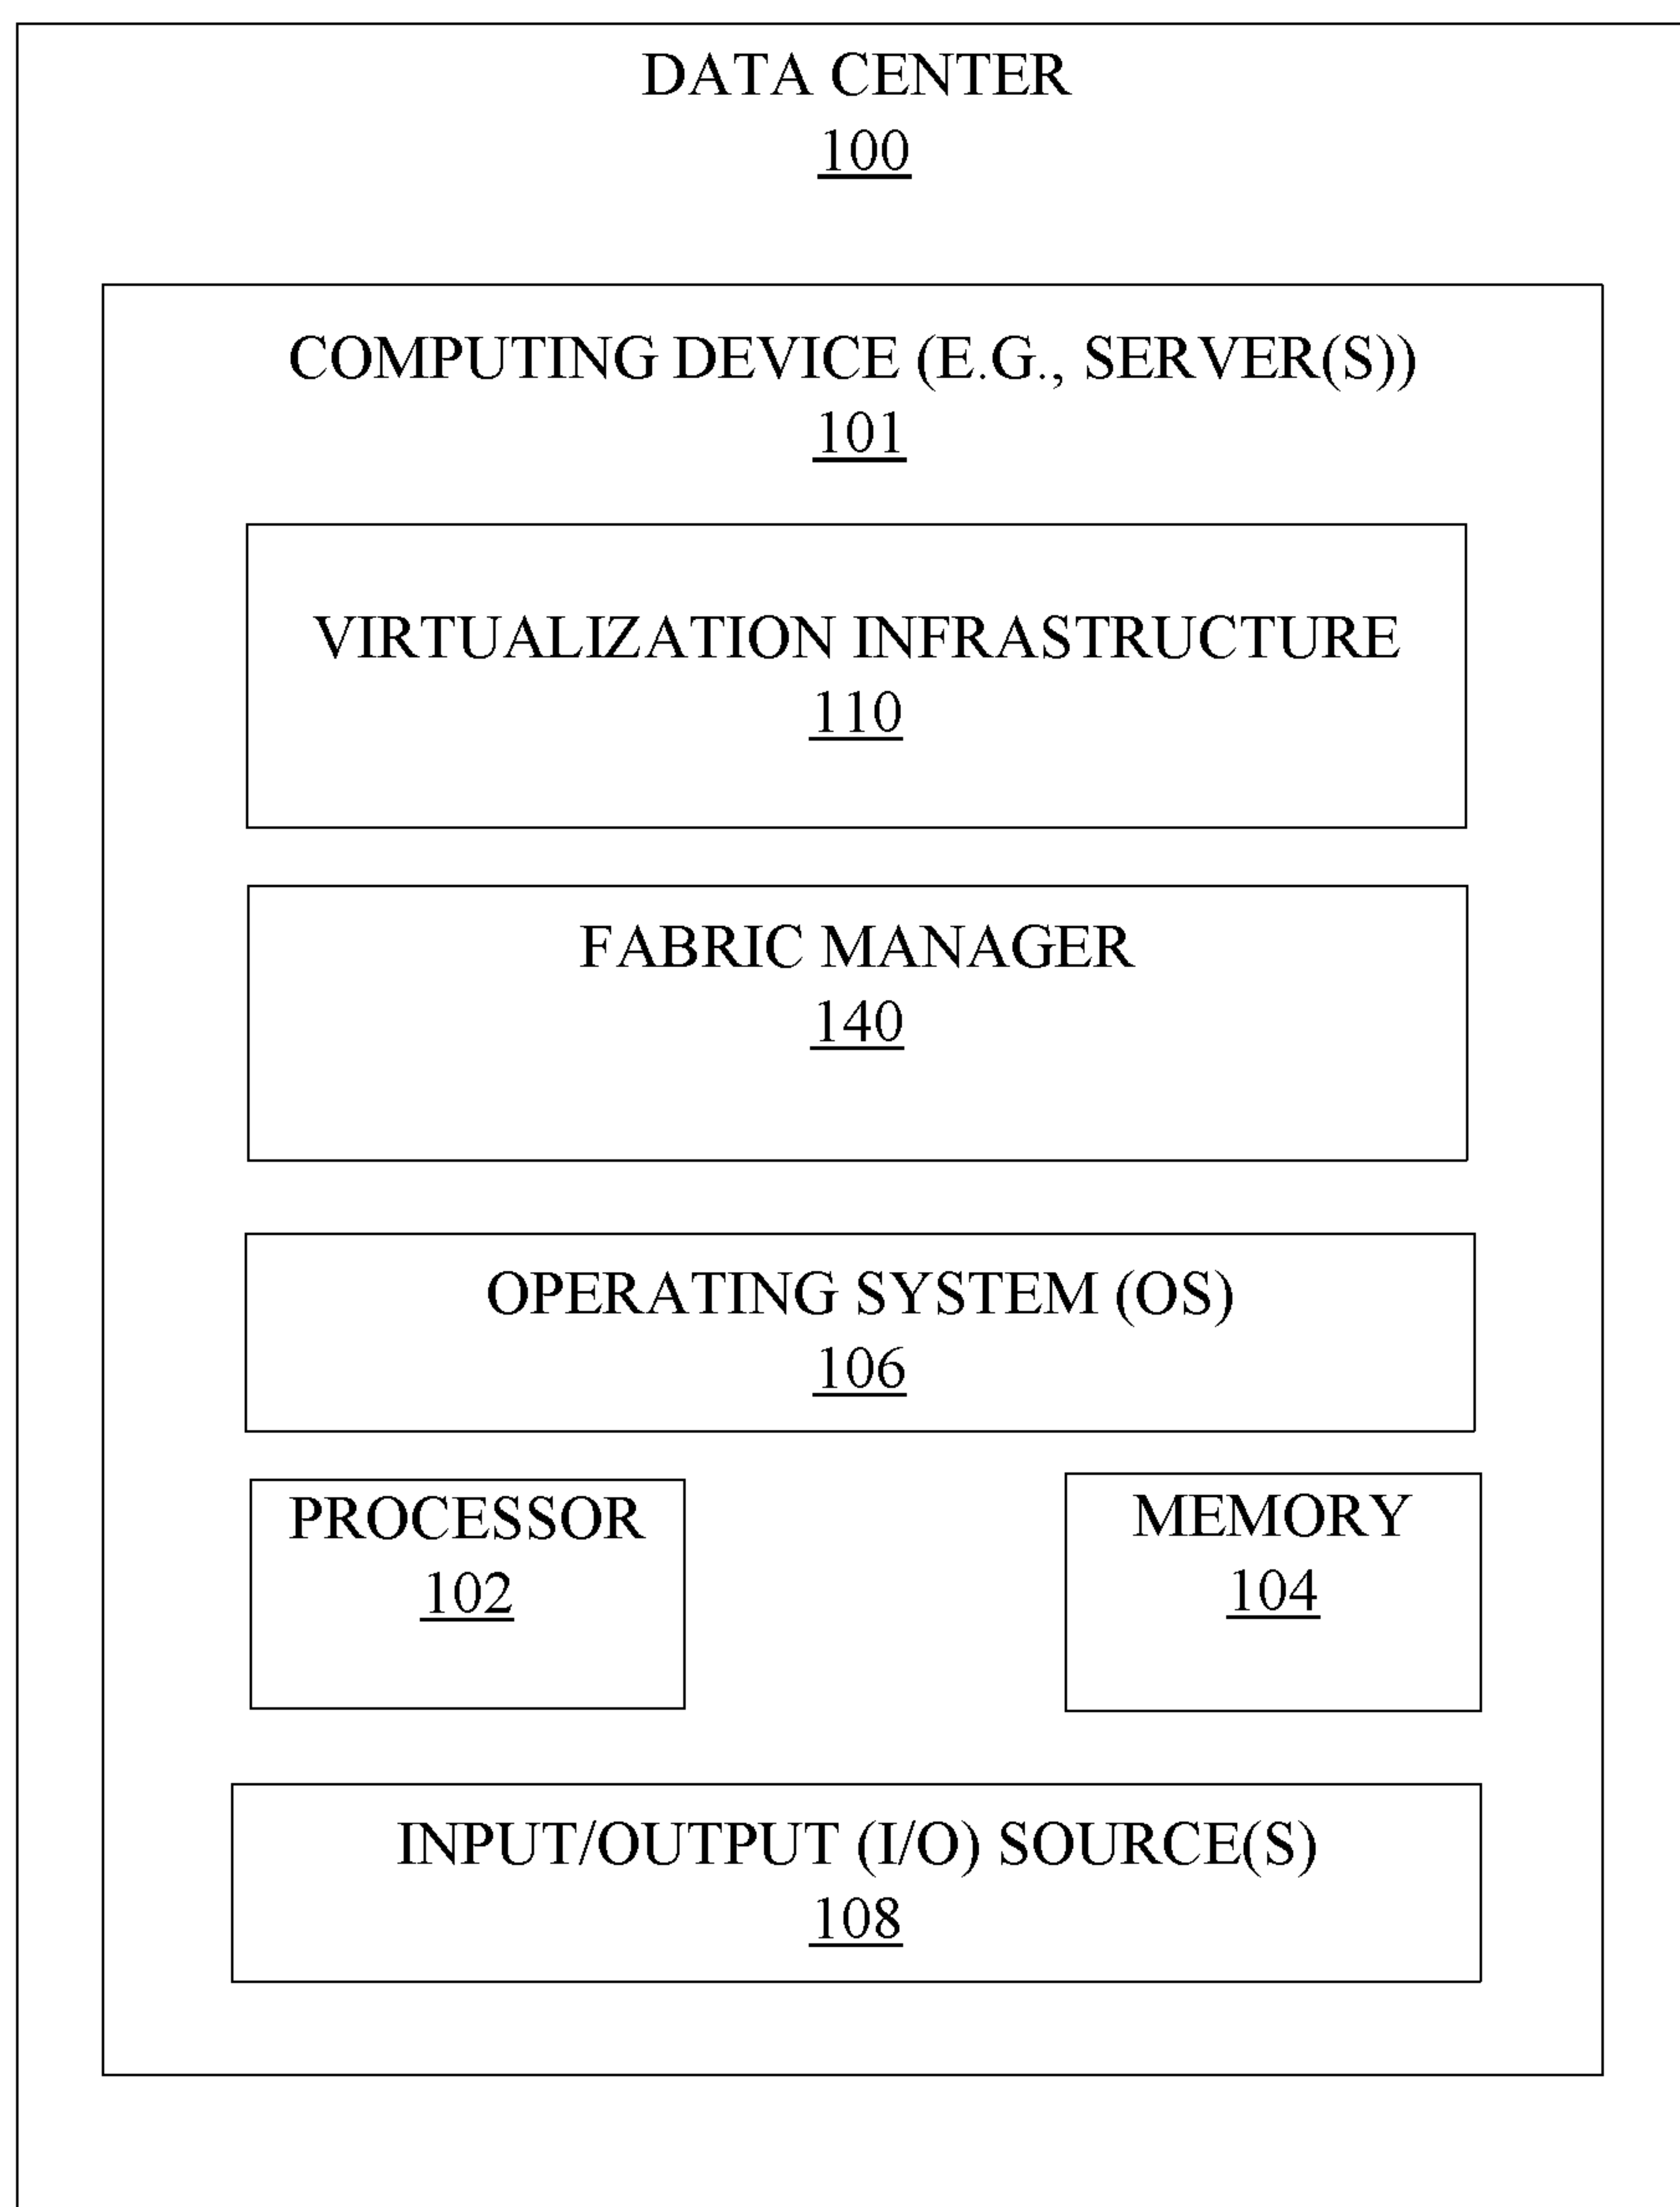 DATA CENTER
100
COMPUTING DEVICE (E.G., SERVER(S))
101
VIRTUALIZATION INFRASTRUCTURE
110
FABRIC MANAGER
140
OPERATING SYSTEM (OS)
106
PROCESSOR
102
MEMORY
104
INPUT/OUTPUT (I/O) SOURCE(S)
108